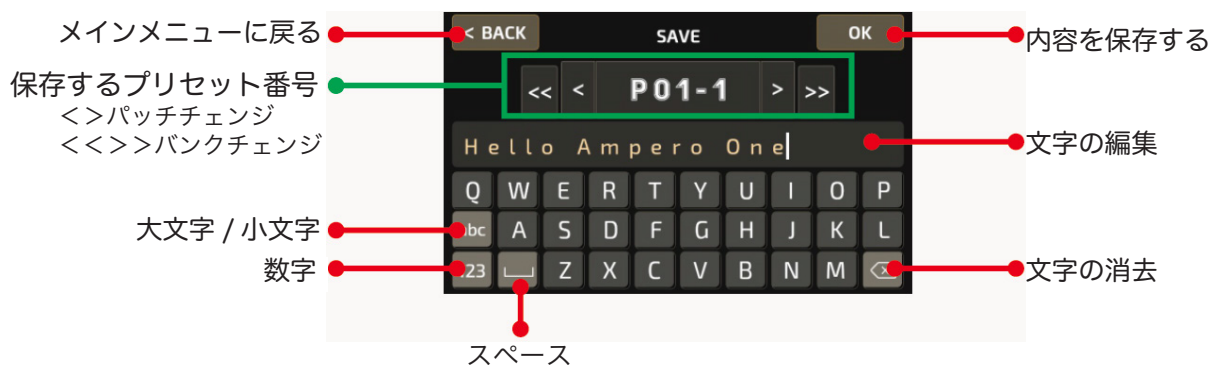 メインメニューに戻る
< BACK
SAVE
OK
内容を保存する
保存するプリセット番号
<>パッチチェンジ
<<>>バンクチェンジ
<< < P01-1 > >>
Hello Ampero One
文字の編集
Q W E R T Y U I O P
大文字 / 小文字
abc A S D F G H J K L
数字
123 Z X C V B N M
文字の消去
スペース